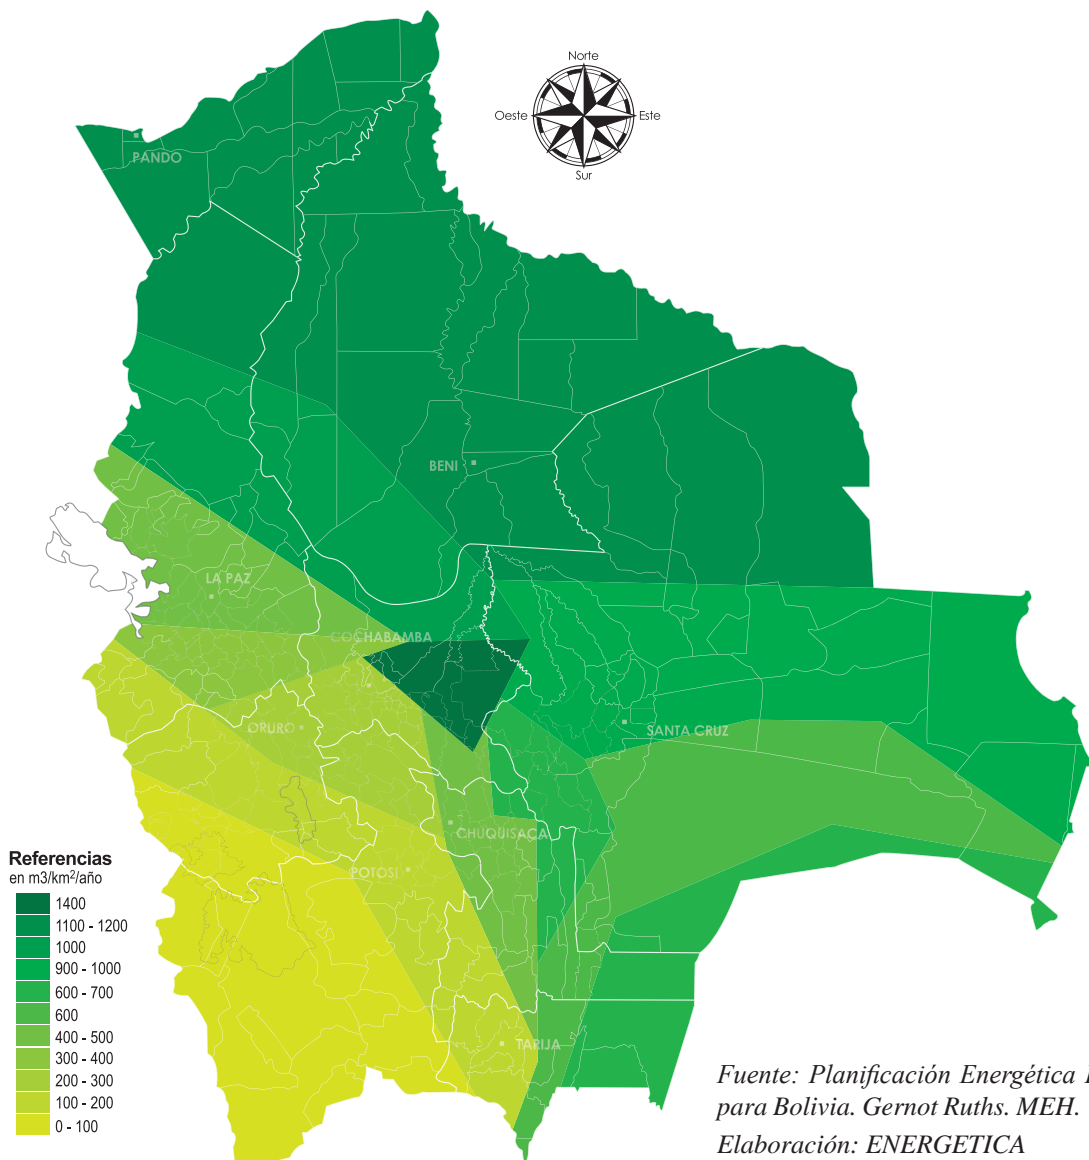 Norte
Oeste
Este
Sur
PANDO
BENI
LA PAZ
COCHABAMBA
ORURO
SANTA CRUZ
CHUQUISACA
POTOSI
TARIJA
Referencias
en m3/km²/año
1400
1100 - 1200
1000
900 - 1000
600 - 700
600
400 - 500
300 - 400
200 - 300
100 - 200
0 - 100
Fuente: Planificación Energética
para Bolivia. Gernot Ruths. MEH.
Elaboración: ENERGETICA